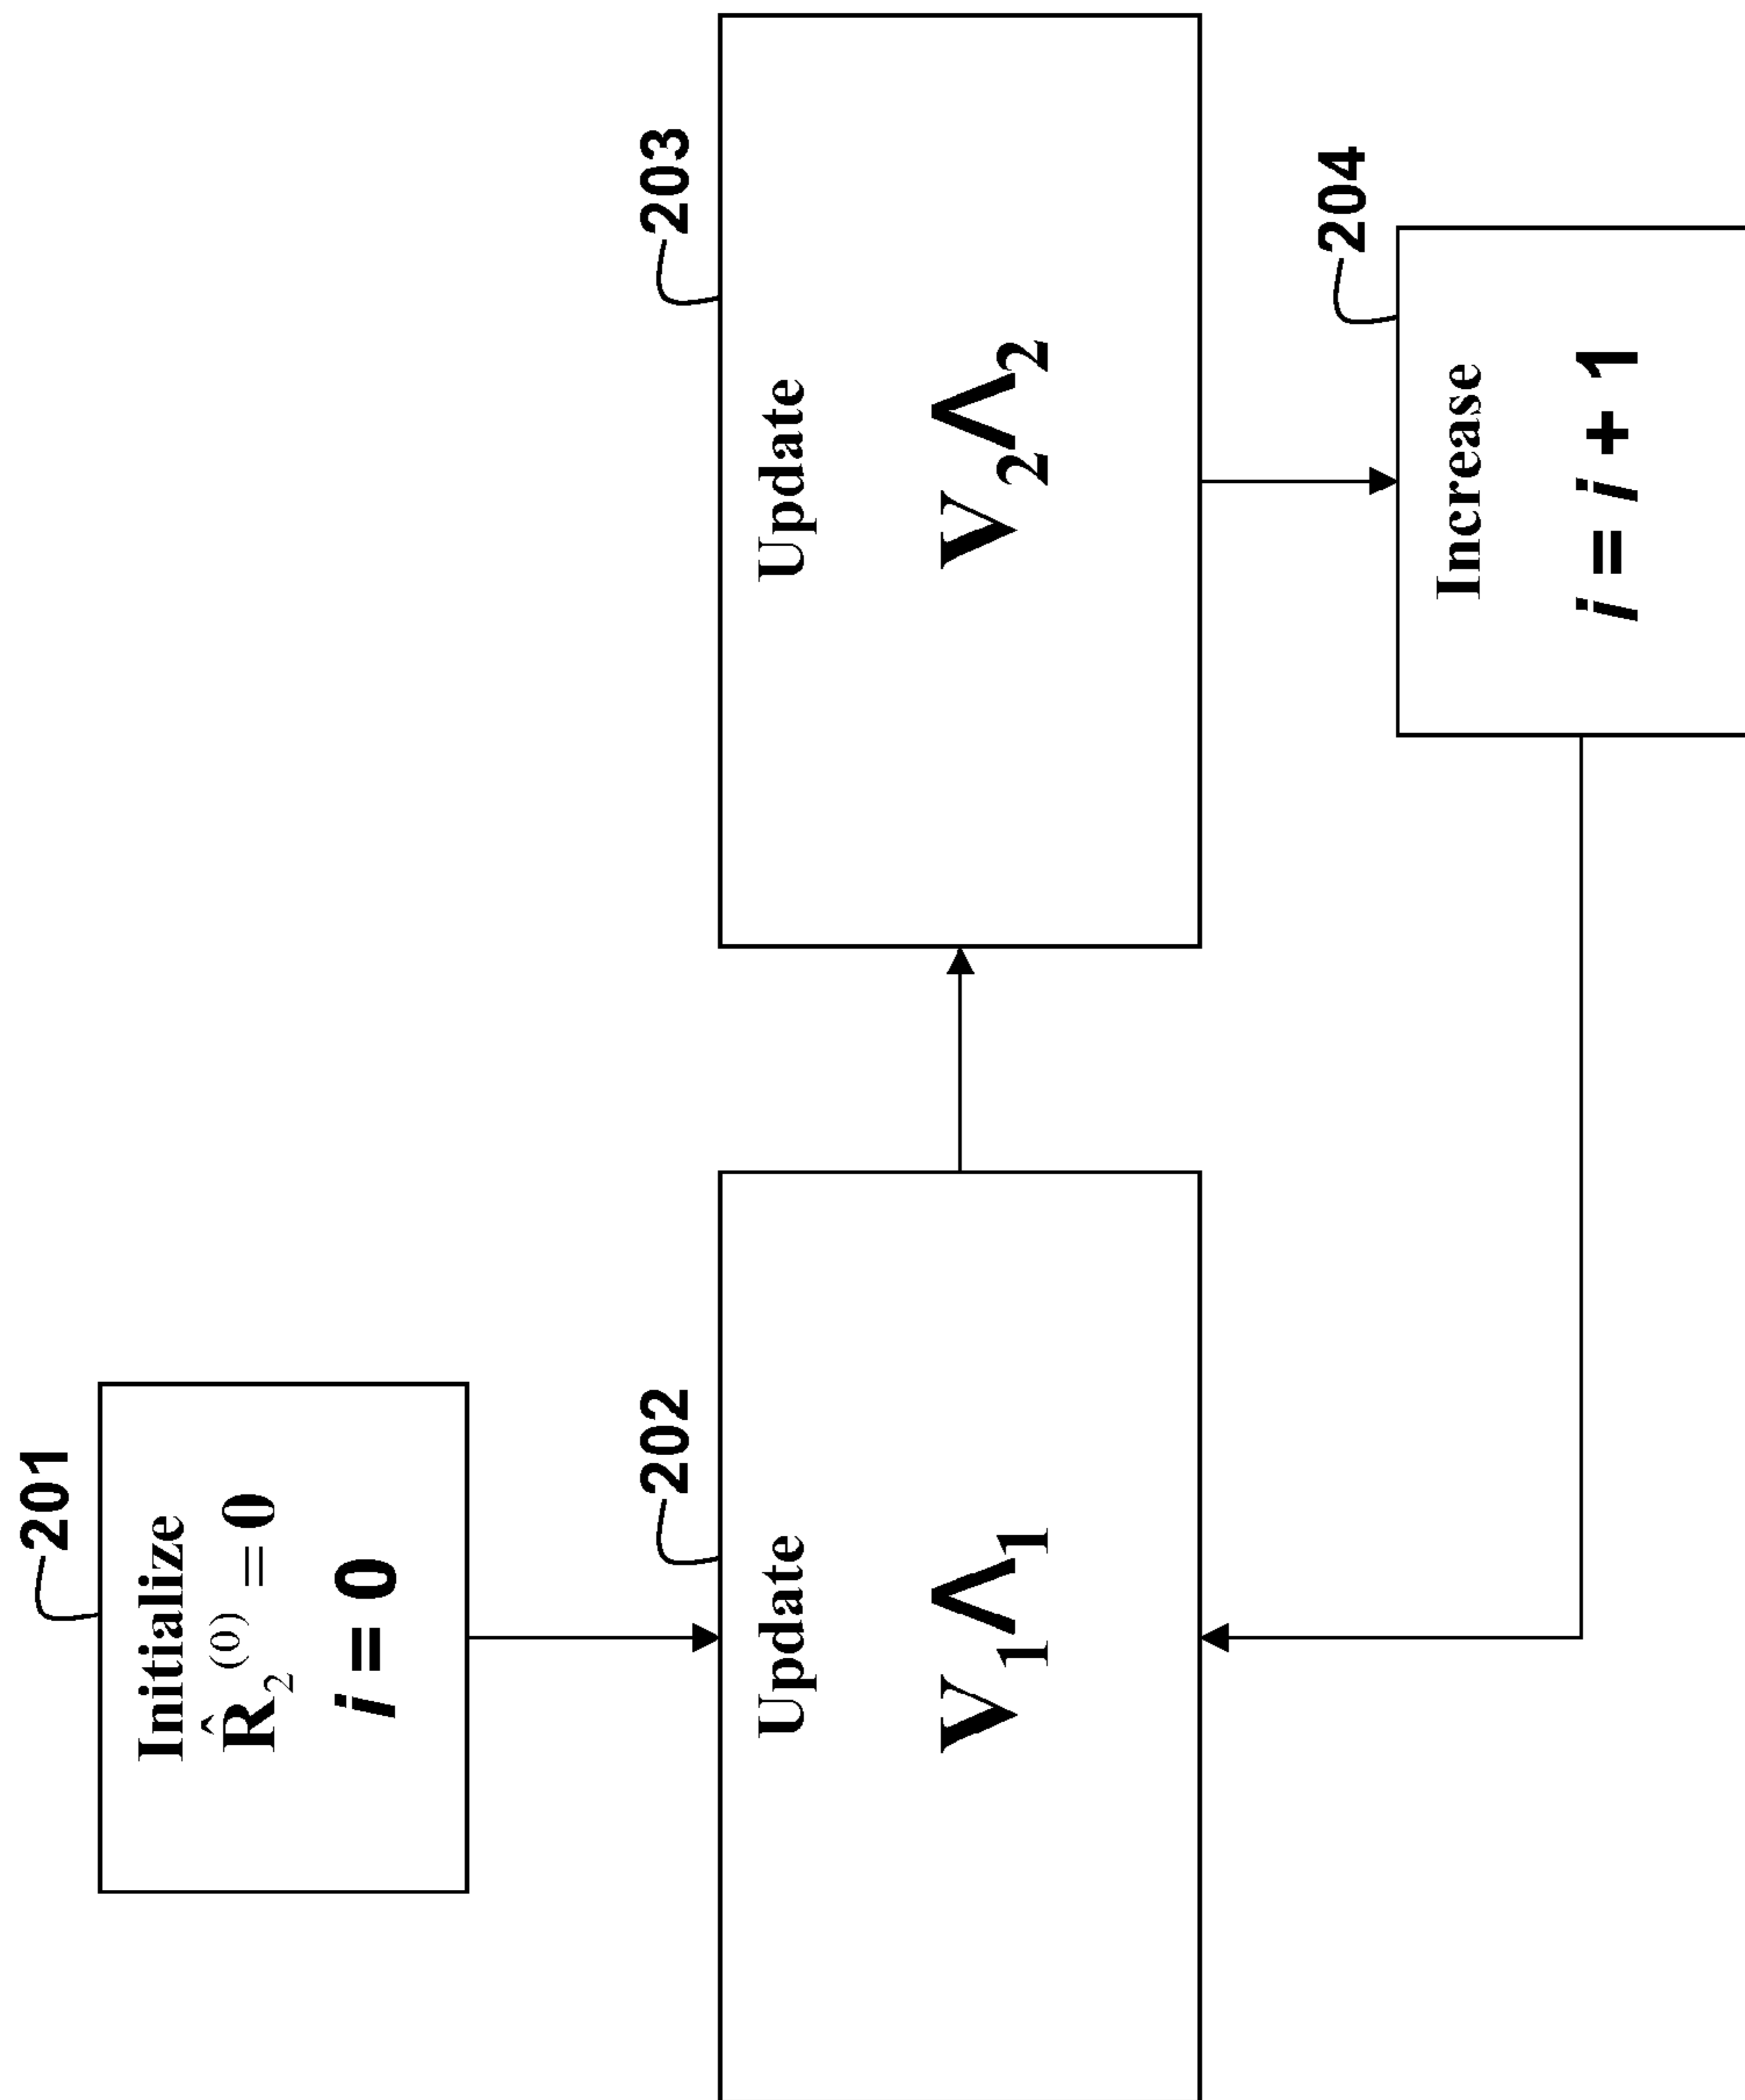 201
Initialize
R̂₂⁽⁰⁾ = 0
i = 0
202
Update
V₁Λ₁
203
Update
V₂Λ₂
204
Increase
i = i + 1